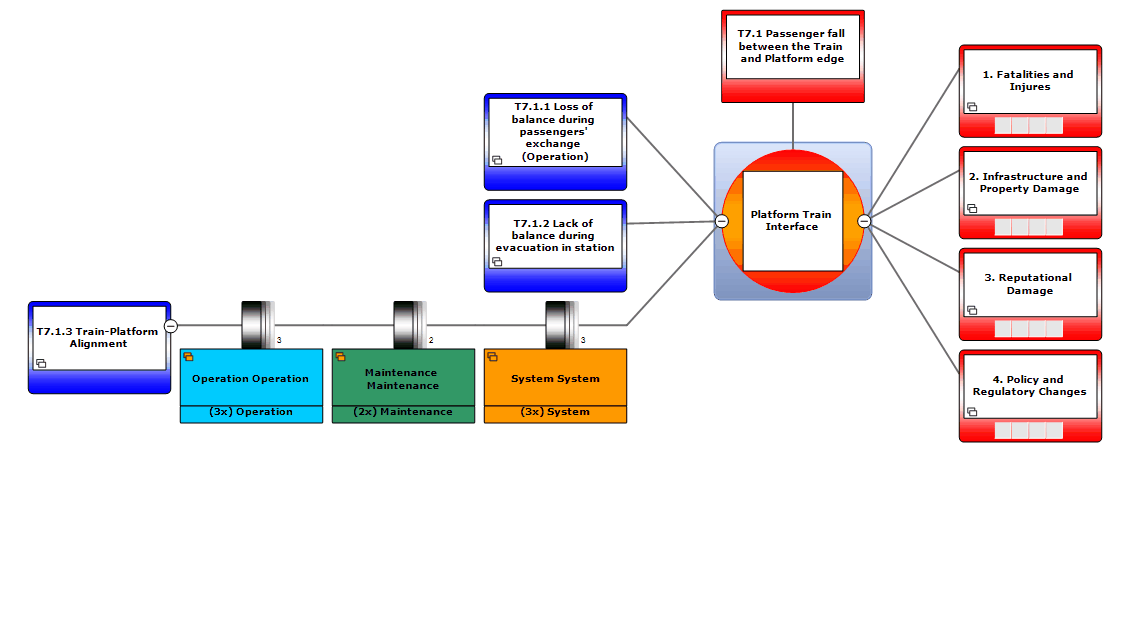 T7.1 Passenger fall
between the Train
and Platform edge
T7.1.1 Loss of
balance during
passengers'
exchange
(Operation)
T7.1.2 Lack of
balance during
evacuation in station
T7.1.3 Train-Platform
Alignment
3
Operation Operation
(3x) Operation
2
Maintenance
Maintenance
(2x) Maintenance
3
System System
(3x) System
Platform Train
Interface
1. Fatalities and
Injures
2. Infrastructure and
Property Damage
3. Reputational
Damage
4. Policy and
Regulatory Changes